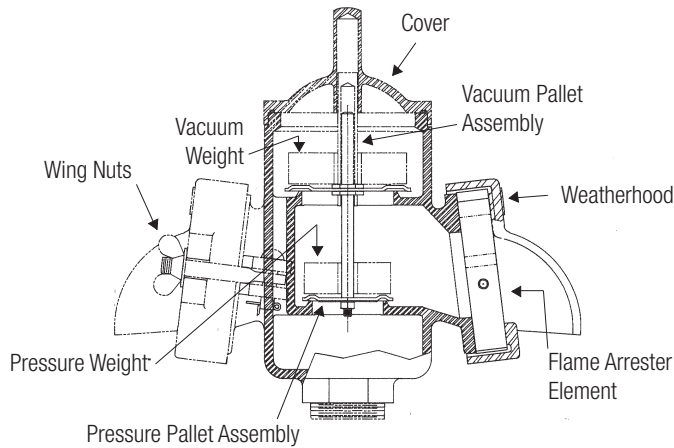 Cover
Vacuum Pallet
Assembly
Vacuum
Weight
Wing Nuts
Weatherhood
Pressure Weight
Flame Arrester
Element
Pressure Pallet Assembly